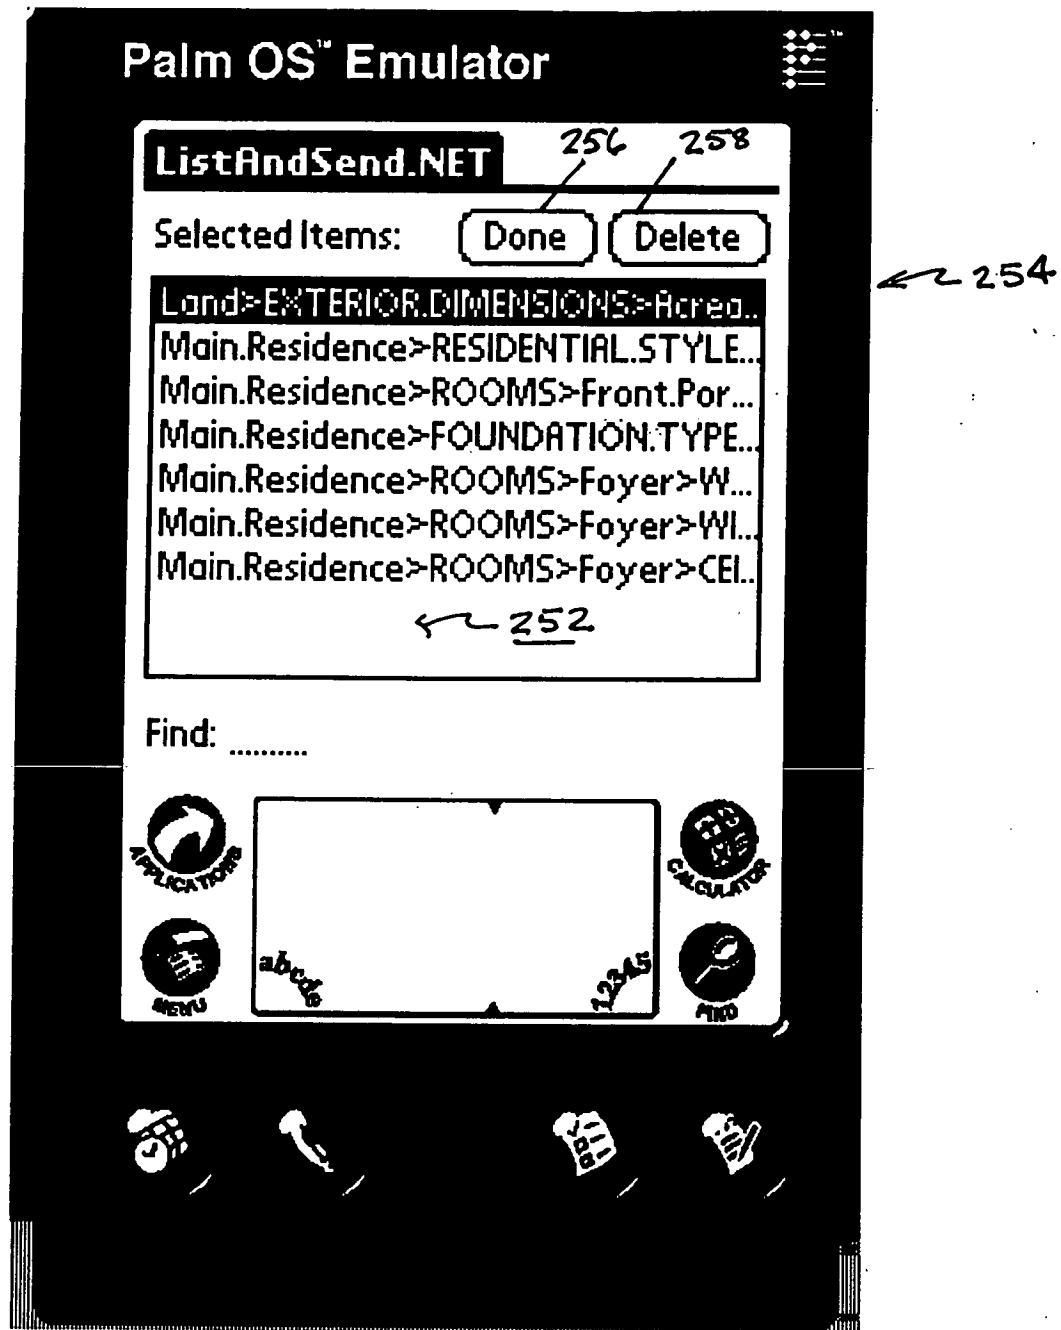 Palm OS™ Emulator
™
256 258
ListAndSend.NET
Selected Items: Done Delete
254
Land>EXTERIOR.DIMENSIONS>Acrea..
Main.Residence>RESIDENTIAL.STYLE...
Main.Residence>ROOMS>Front.Por...
Main.Residence>FOUNDATION.TYPE...
Main.Residence>ROOMS>Foyer>W...
Main.Residence>ROOMS>Foyer>WI...
Main.Residence>ROOMS>Foyer>CEI..
252
Find: ..........
APPLICATIONS CALCULATOR
abcde 12345
MENU FIND